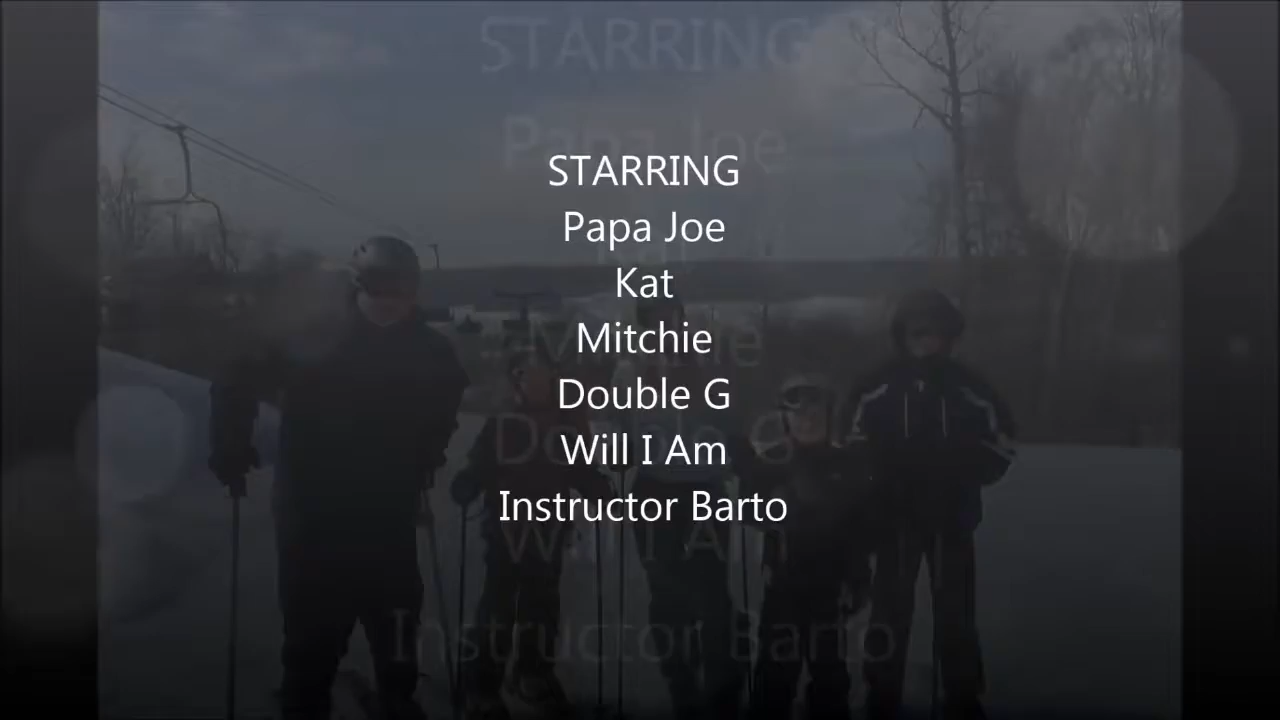 STARRING
Papa Joe
Kat
Mitchie
Double G
Will I Am
Instructor Barto